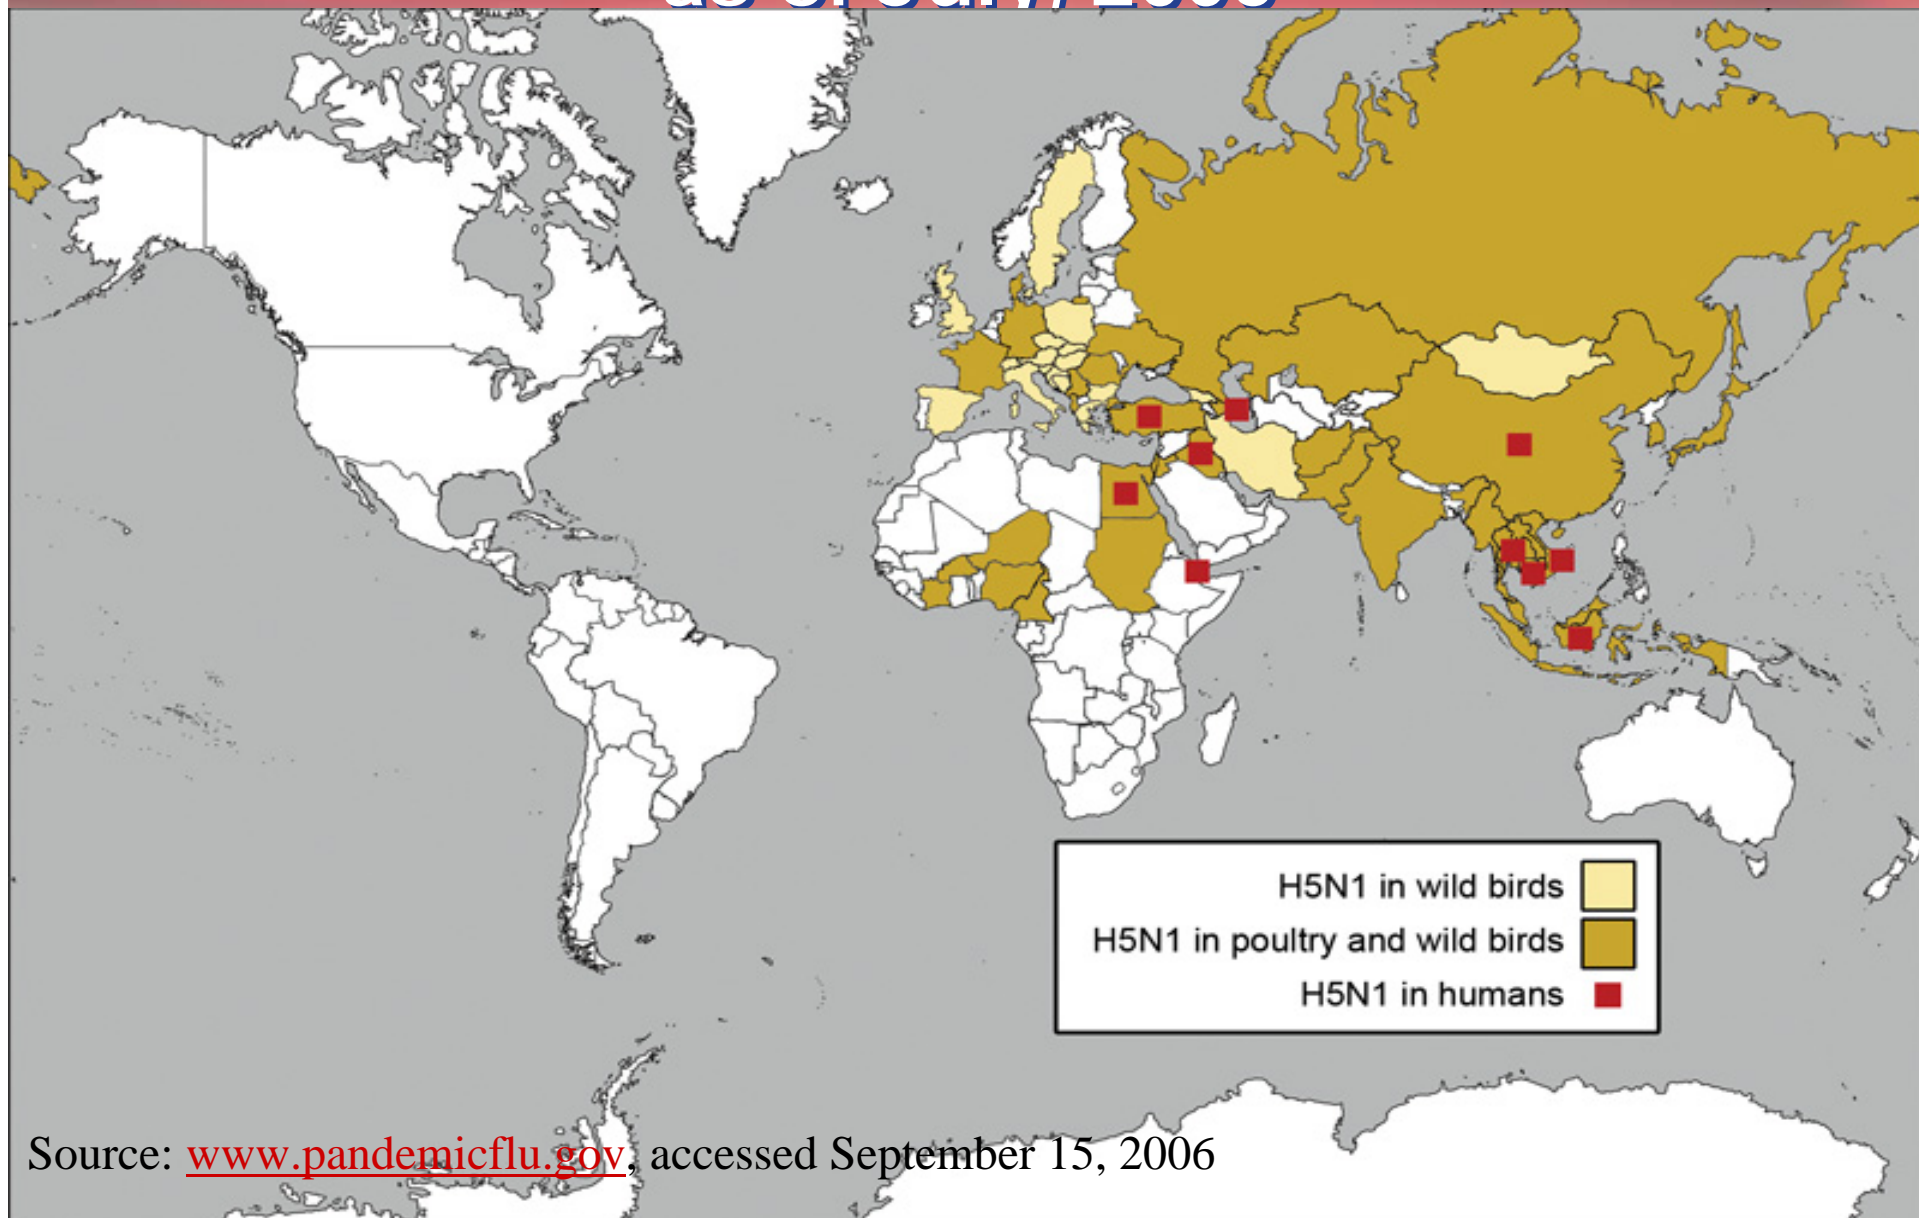 H5N1 in wild birds
H5N1 in poultry and wild birds
H5N1 in humans
Source: www.pandemicflu.gov, accessed September 15, 2006